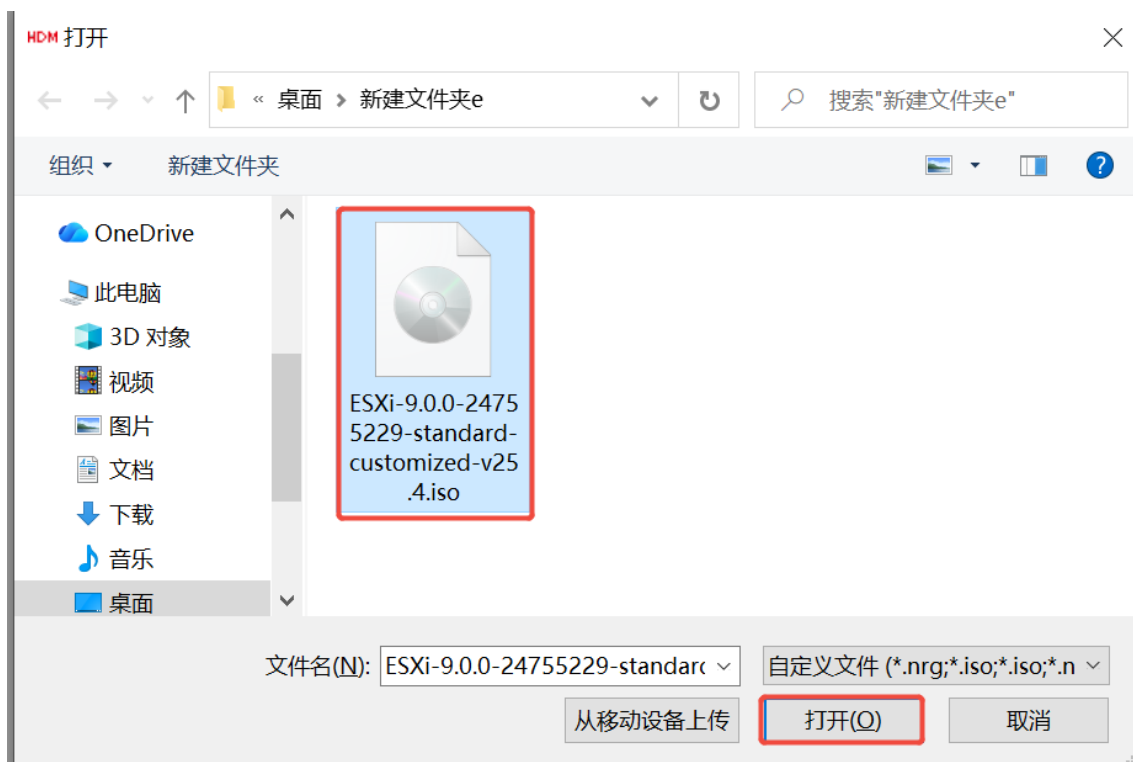 HDM 打开
« 桌面 > 新建文件夹e
搜索"新建文件夹e"
组织
新建文件夹
OneDrive
此电脑
3D 对象
视频
图片
文档
下载
音乐
桌面
ESXi-9.0.0-2475
5229-standard-
customized-v25
.4.iso
文件名(N): ESXi-9.0.0-24755229-standarc
自定义文件 (*.nrg;*.iso;*.iso;*.n
从移动设备上传
打开(O)
取消